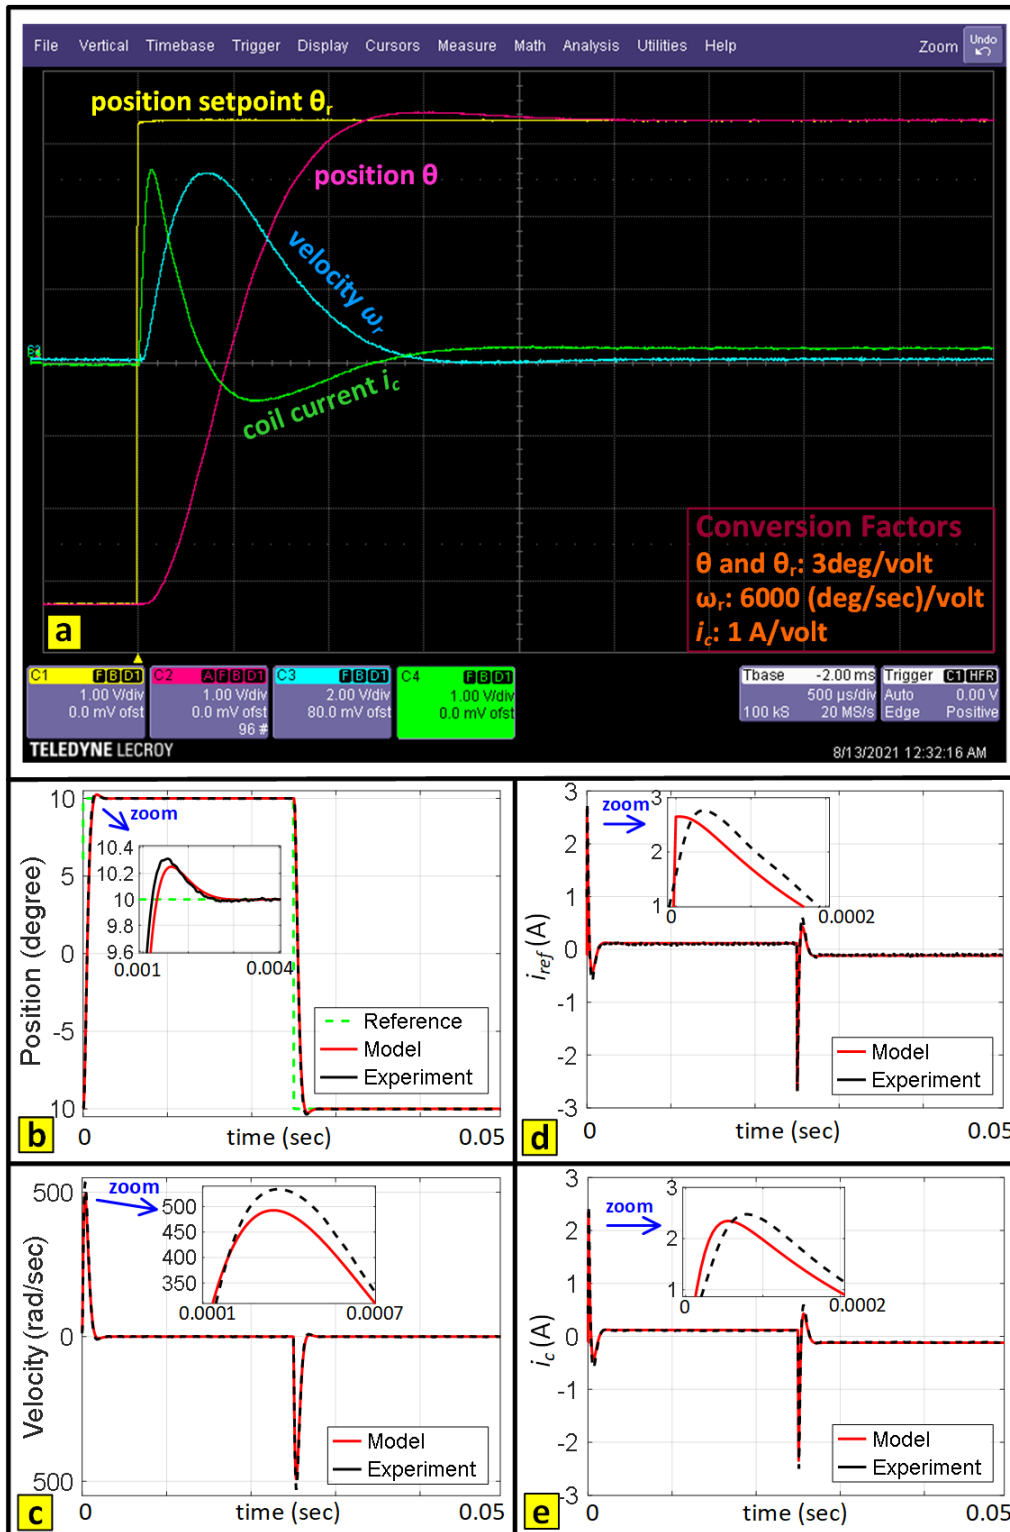 File Vertical Timebase Trigger Display Cursors Measure Math Analysis Utilities Help Zoom Undo
position setpoint θr
position θ
velocity ωr
coil current ic
Conversion Factors
θ and θr: 3deg/volt
ωr: 6000 (deg/sec)/volt
ic: 1 A/volt
a
C1 F B D1
1.00 V/div
0.0 mV ofst
C2 A F B D1
1.00 V/div
0.0 mV ofst
96 #
C3 F B D1
2.00 V/div
80.0 mV ofst
C4 F B D1
1.00 V/div
0.0 mV ofst
Tbase -2.00 ms
500 µs/div
100 kS 20 MS/s
Trigger C1 HFR
Auto 0.00 V
Edge Positive
TELEDYNE LECROY
8/13/2021 12:32:16 AM
10
5
0
-5
10
Position (degree)
zoom
10.4
10.2
10
9.8
9.6
0.001 0.004
Reference
Model
Experiment
0 time (sec) 0.05
b
3
2
1
0
-1
-2
-3
iref (A)
zoom
3
2
1
0 0.0002
Model
Experiment
0 time (sec) 0.05
d
500
0
500
Velocity (rad/sec)
zoom
500
450
400
350
0.0001 0.0007
Model
Experiment
0 time (sec) 0.05
c
3
2
1
0
-1
-2
-3
ic (A)
zoom
3
2
1
0 0.0002
Model
Experiment
0 time (sec) 0.05
e